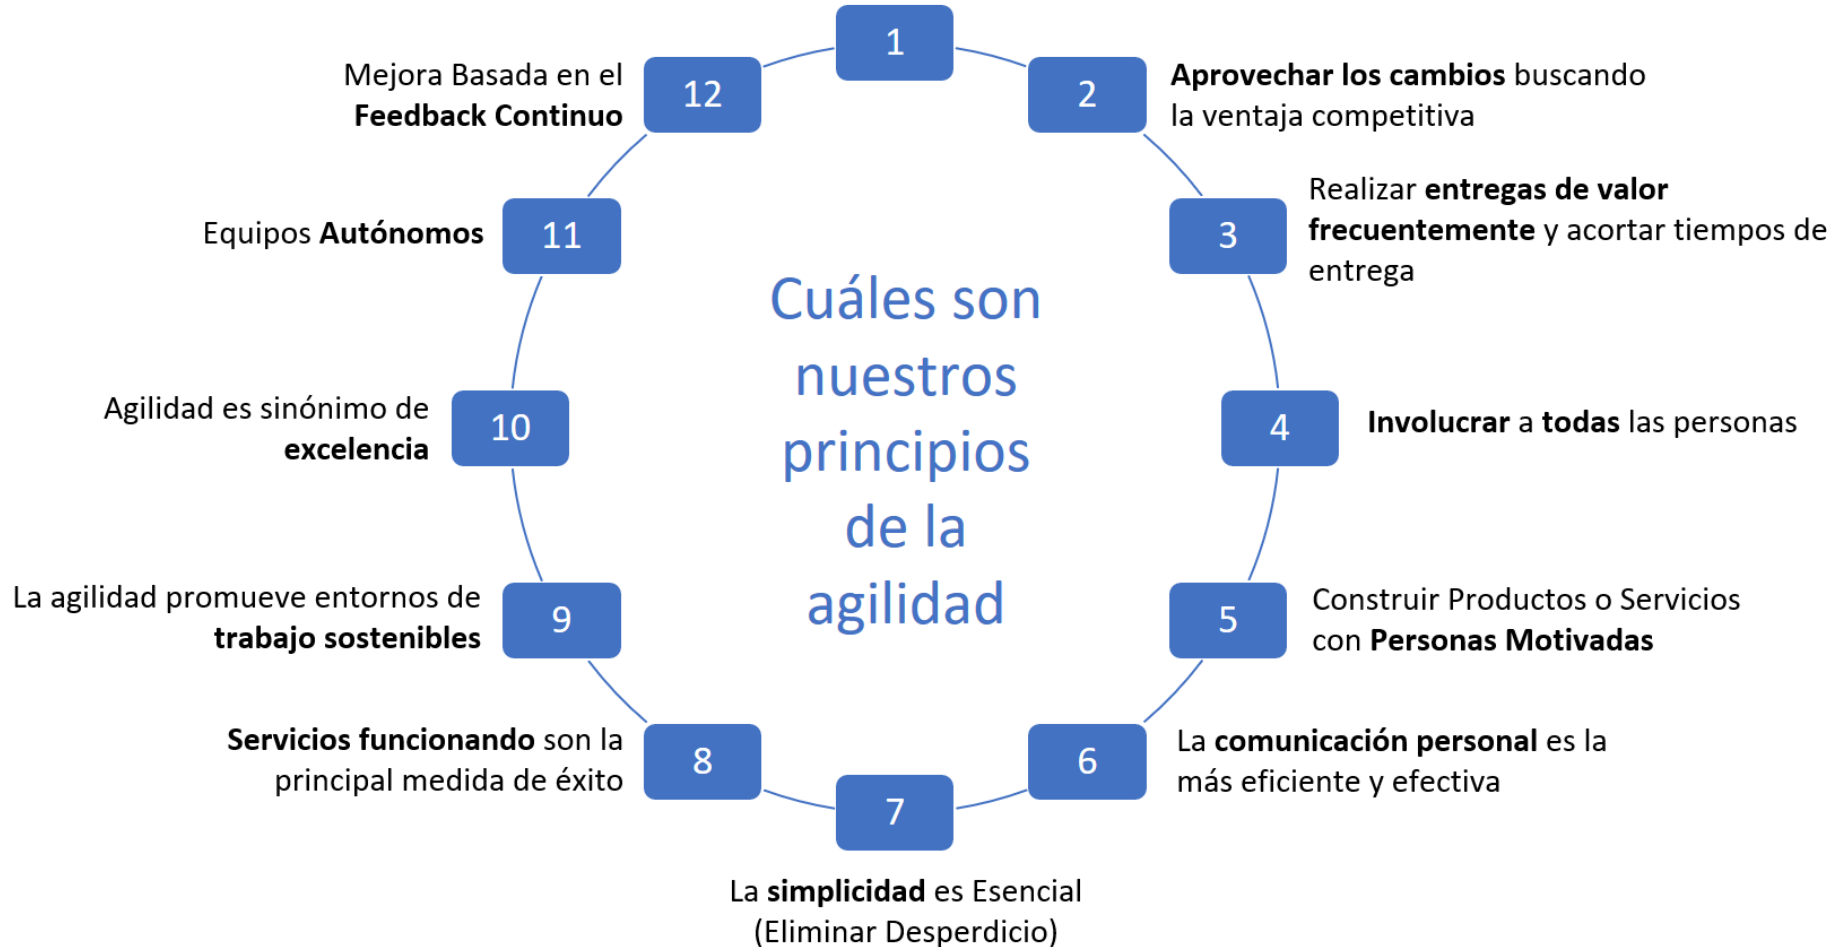 1
2
Aprovechar los cambios buscando
la ventaja competitiva
3
Realizar entregas de valor
frecuentemente y acortar tiempos de
entrega
4
Involucrar a todas las personas
5
Construir Productos o Servicios
con Personas Motivadas
6
La comunicación personal es la
más eficiente y efectiva
7
La simplicidad es Esencial
(Eliminar Desperdicio)
8
Servicios funcionando son la
principal medida de éxito
9
La agilidad promueve entornos de
trabajo sostenibles
10
Agilidad es sinónimo de
excelencia
11
Equipos Autónomos
12
Mejora Basada en el
Feedback Continuo
Cuáles son
nuestros
principios
de la
agilidad